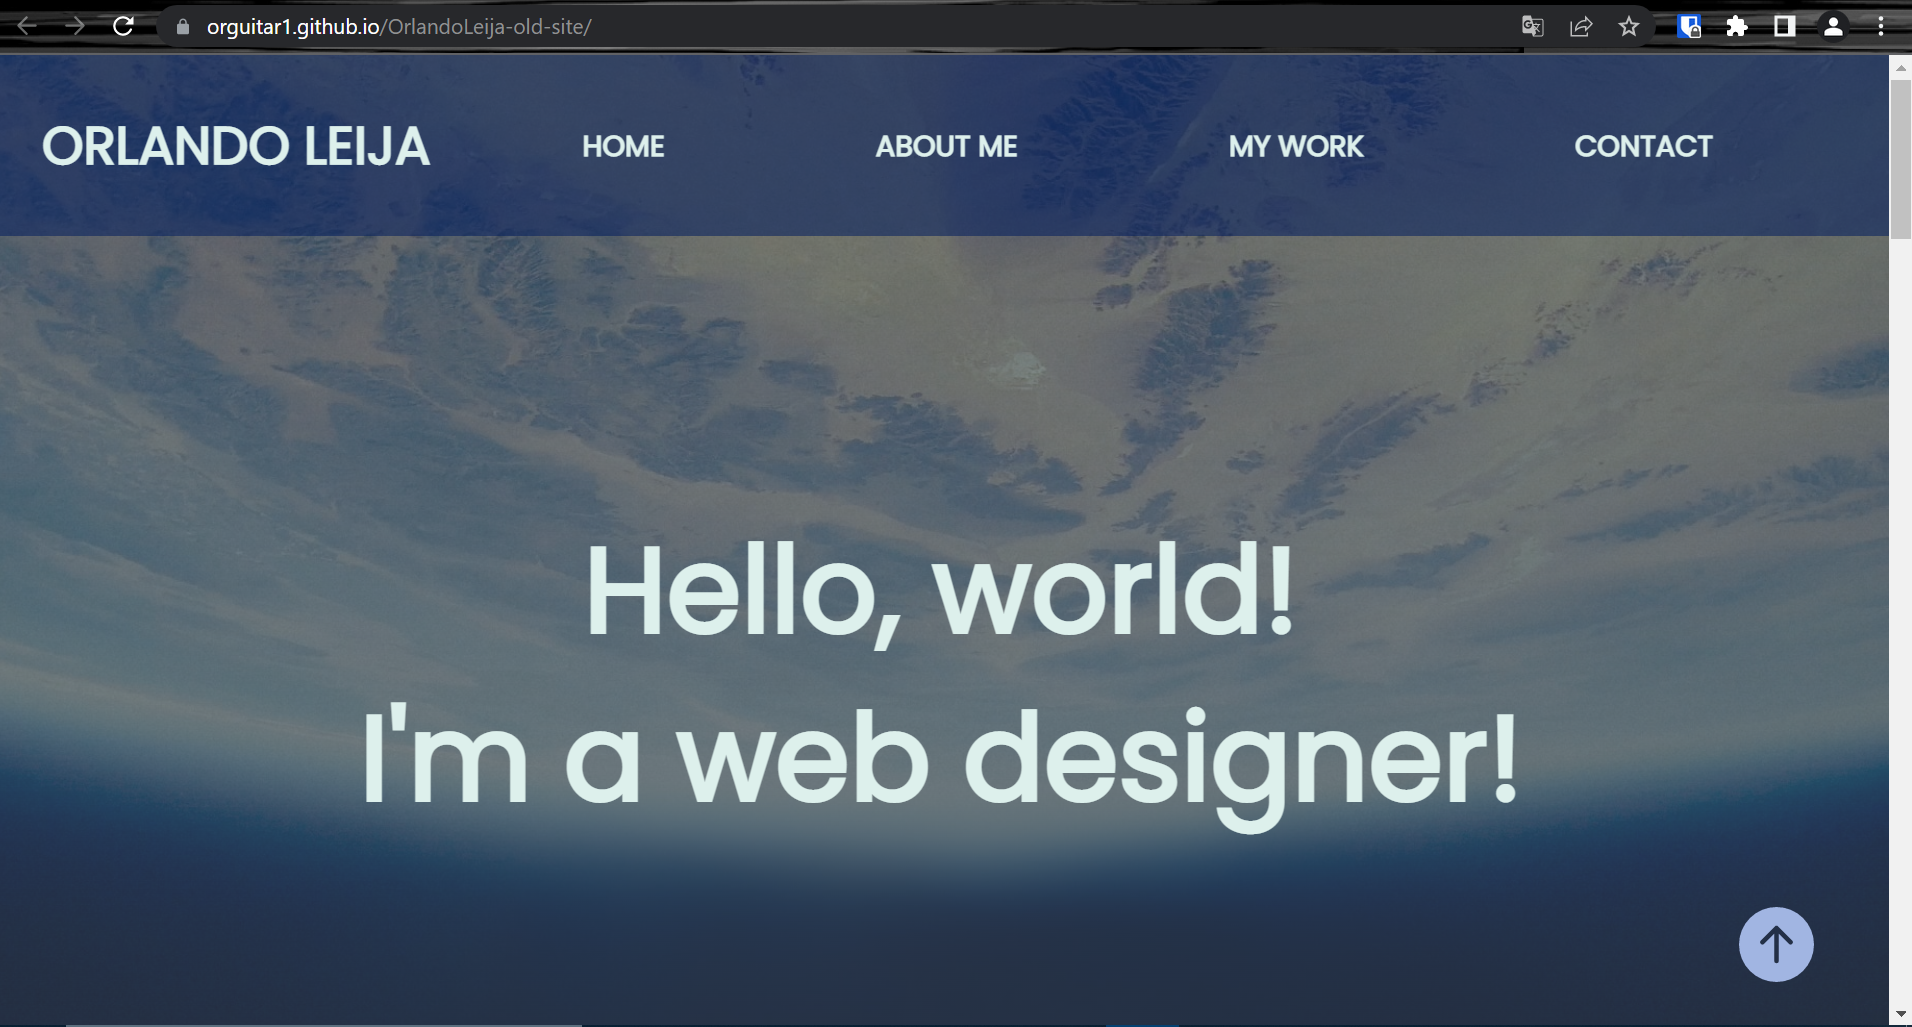 orguitar1.github.io/OrlandoLeija-old-site/
ORLANDO LEIJA HOME ABOUT ME MY WORK CONTACT
Hello, world!
I'm a web designer!